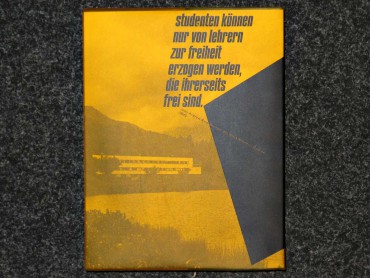 studenten können
nur von lehrern
zur freiheit
erzogen werden,
die ihrerseits
frei sind.